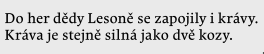 Do her dědy Lesoně se zapojily i krávy.
Kráva je stejně silná jako dvě kozy.